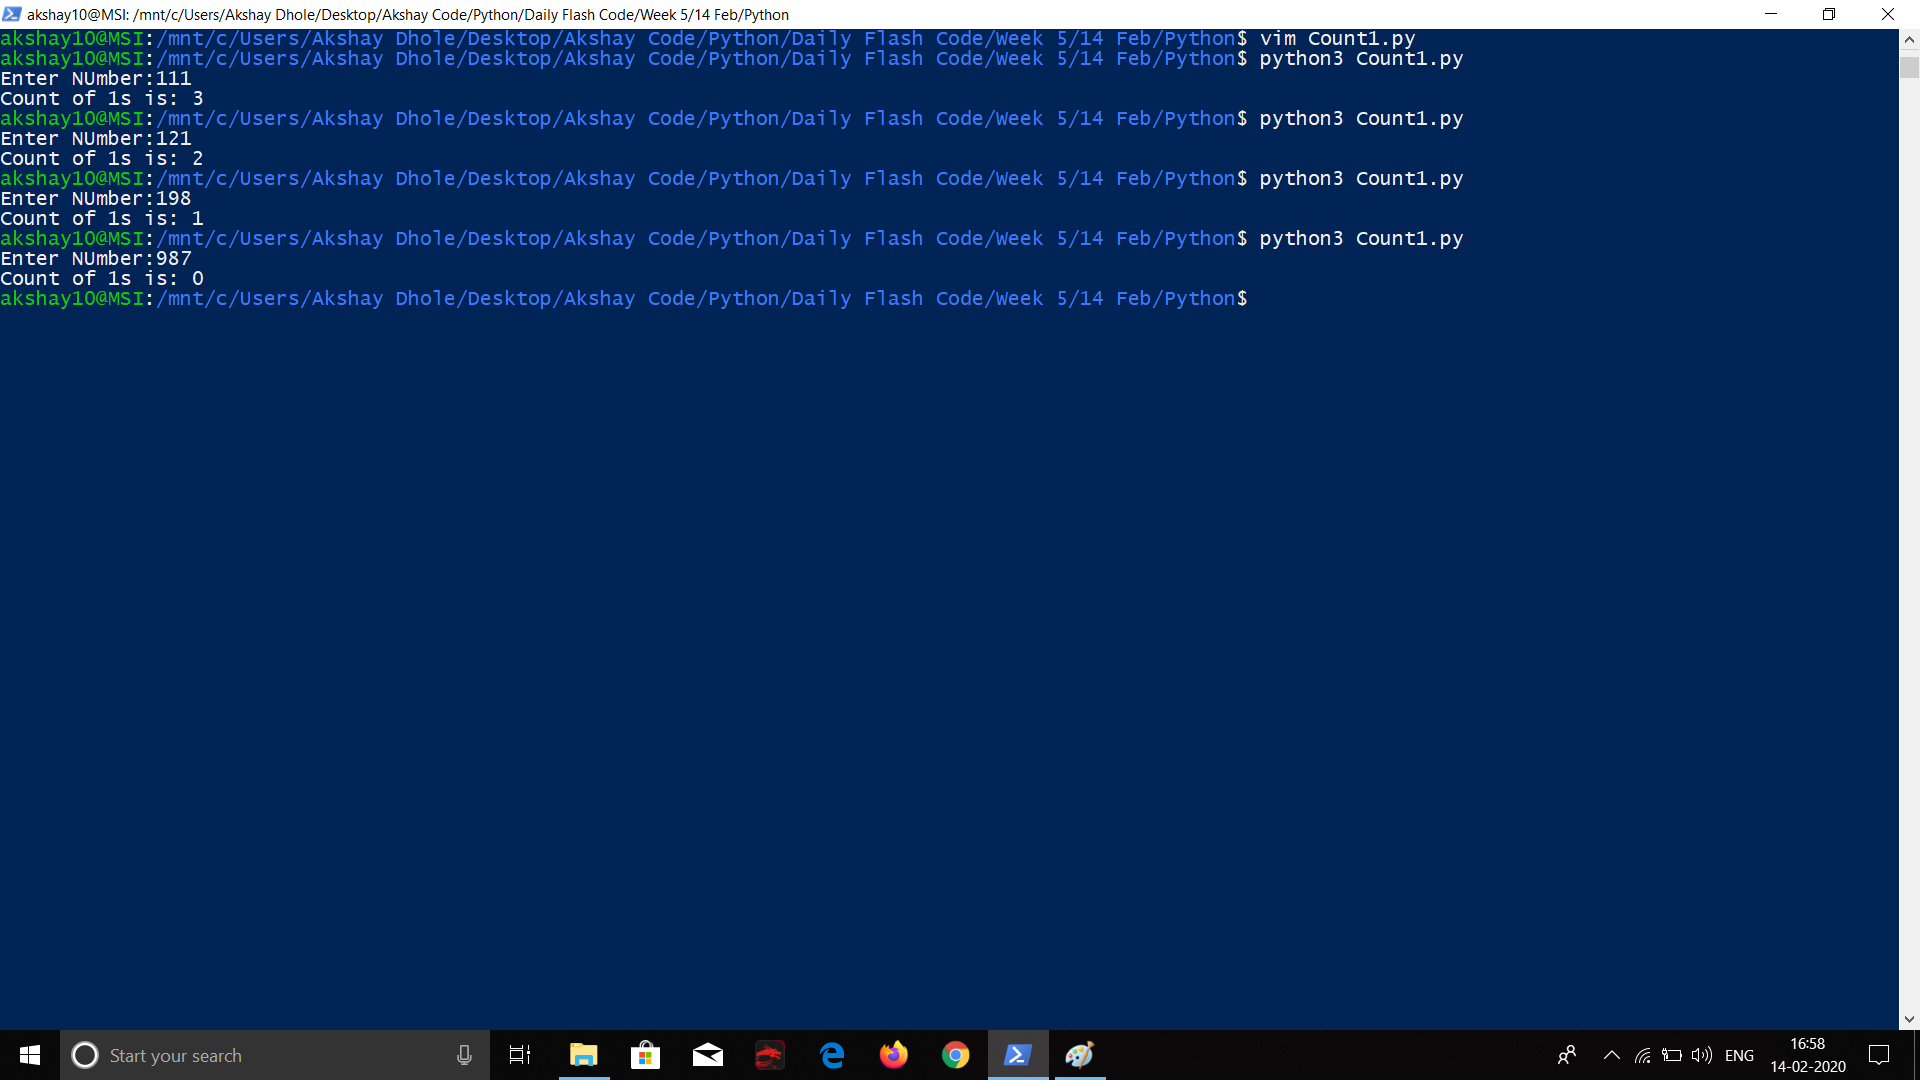 akshay10@MSI: /mnt/c/Users/Akshay Dhole/Desktop/Akshay Code/Python/Daily Flash Code/Week 5/14 Feb/Python
akshay10@MSI:/mnt/c/Users/Akshay Dhole/Desktop/Akshay Code/Python/Daily Flash Code/Week 5/14 Feb/Python$ vim Count1.py
akshay10@MSI:/mnt/c/Users/Akshay Dhole/Desktop/Akshay Code/Python/Daily Flash Code/Week 5/14 Feb/Python$ python3 Count1.py
Enter NUmber:111
Count of 1s is: 3
akshay10@MSI:/mnt/c/Users/Akshay Dhole/Desktop/Akshay Code/Python/Daily Flash Code/Week 5/14 Feb/Python$ python3 Count1.py
Enter NUmber:121
Count of 1s is: 2
akshay10@MSI:/mnt/c/Users/Akshay Dhole/Desktop/Akshay Code/Python/Daily Flash Code/Week 5/14 Feb/Python$ python3 Count1.py
Enter NUmber:198
Count of 1s is: 1
akshay10@MSI:/mnt/c/Users/Akshay Dhole/Desktop/Akshay Code/Python/Daily Flash Code/Week 5/14 Feb/Python$ python3 Count1.py
Enter NUmber:987
Count of 1s is: 0
akshay10@MSI:/mnt/c/Users/Akshay Dhole/Desktop/Akshay Code/Python/Daily Flash Code/Week 5/14 Feb/Python$
Start your search
ENG
16:58
14-02-2020